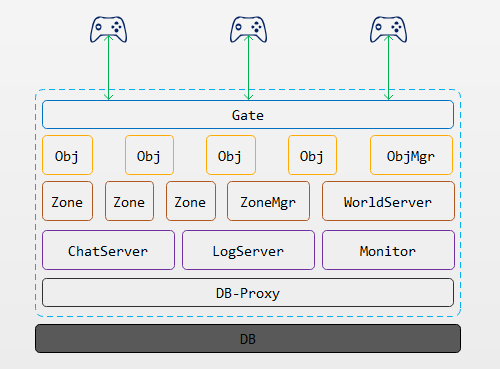 Gate
Obj Obj Obj Obj ObjMgr
Zone Zone Zone ZoneMgr WorldServer
ChatServer LogServer Monitor
DB-Proxy
DB